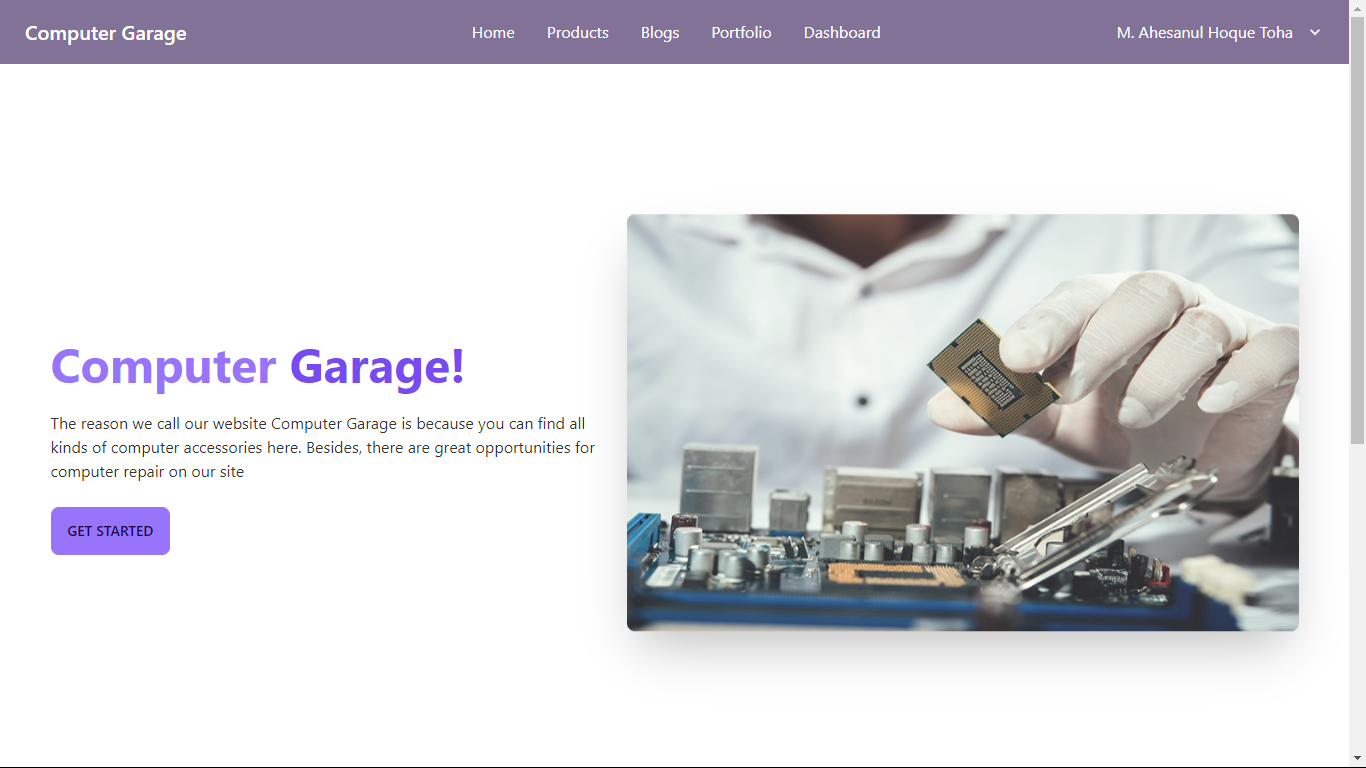 Computer Garage
Home Products Blogs Portfolio Dashboard
M. Ahesanul Hoque Toha
Computer Garage!
The reason we call our website Computer Garage is because you can find all
kinds of computer accessories here. Besides, there are great opportunities for
computer repair on our site
GET STARTED